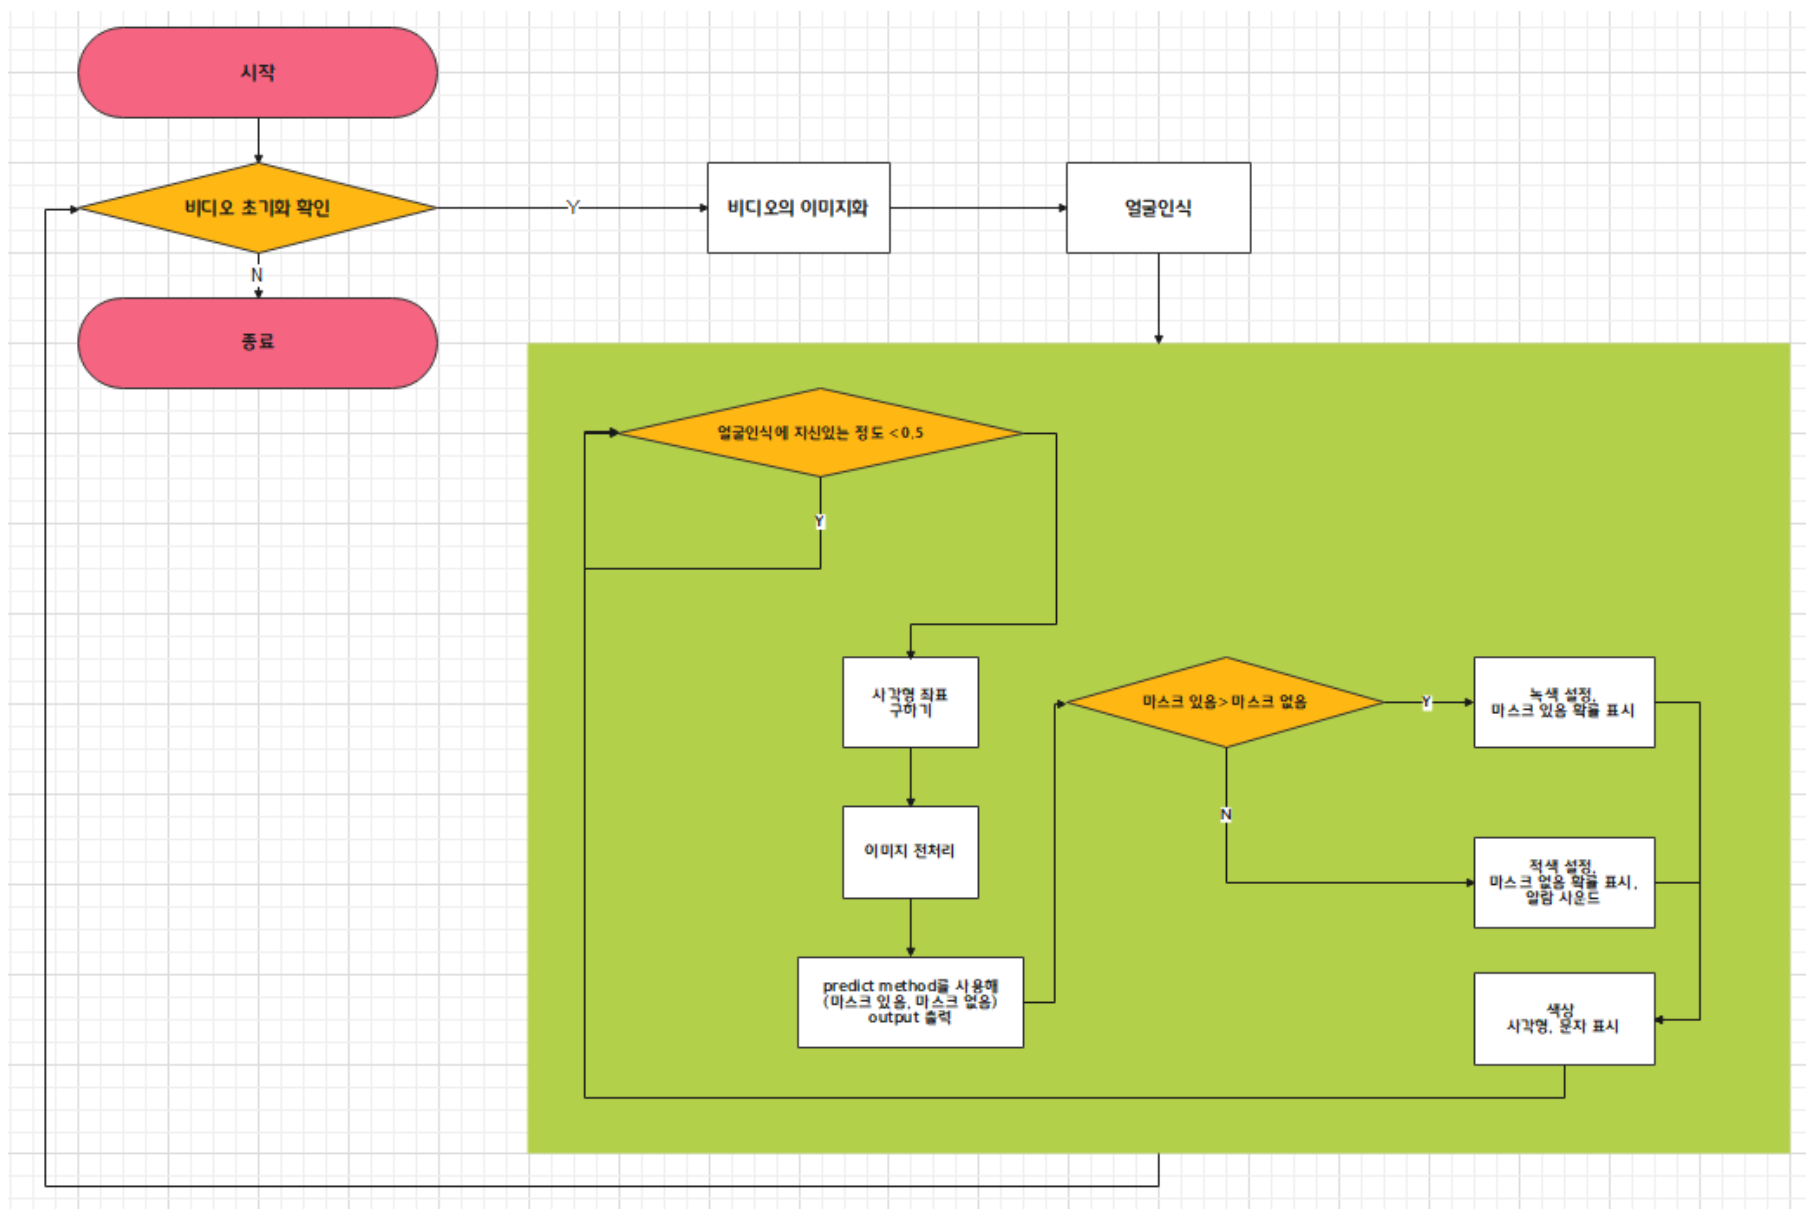 시작
비디오 초기화 확인
Y
비디오의 이미지화
얼굴인식
N
종료
얼굴인식에 자신있는 정도 <0.5
Y
사각형 좌표
구하기
마스크 있음> 마스크 없음
Y
녹색 설정,
마스크 있음 확률 표시
N
이미지 전처리
적색 설정,
마스크 없음 확률 표시,
알람 사운드
predict method를 사용해
(마스크 있음, 마스크 없음)
output 출력
색상
사각형, 문자 표시